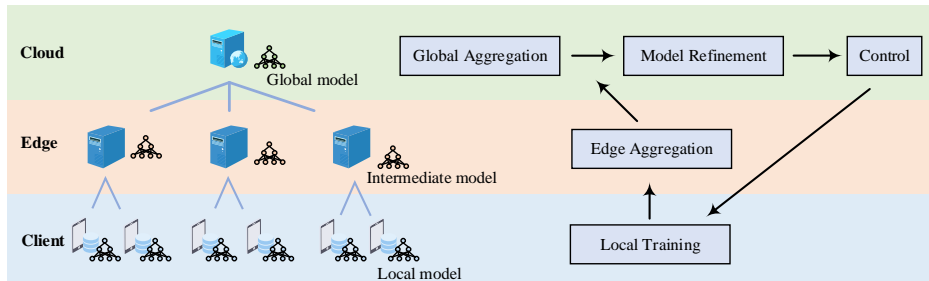 Cloud
Global model
Global Aggregation
Model Refinement
Control
Edge
Intermediate model
Edge Aggregation
Client
Local model
Local Training